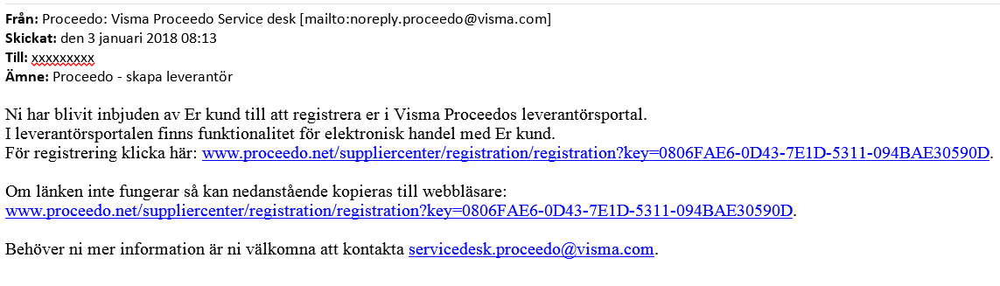 Från: Proceedo: Visma Proceedo Service desk [mailto:noreply.proceedo@visma.com]
Skickat: den 3 januari 2018 08:13
Till: xxxxxxxxx
Ämne: Proceedo - skapa leverantör
Ni har blivit inbjuden av Er kund till att registrera er i Visma Proceedos leverantörsportal.
I leverantörsportalen finns funktionalitet för elektronisk handel med Er kund.
För registrering klicka här: www.proceedo.net/suppliercenter/registration/registration?key=0806FAE6-0D43-7E1D-5311-094BAE30590D.
Om länken inte fungerar så kan nedanstående kopieras till webbläsare:
www.proceedo.net/suppliercenter/registration/registration?key=0806FAE6-0D43-7E1D-5311-094BAE30590D.
Behöver ni mer information är ni välkomna att kontakta servicedesk.proceedo@visma.com.